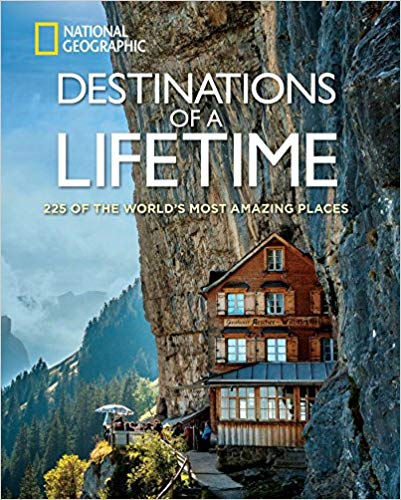 NATIONAL
GEOGRAPHIC
DESTINATIONS
OF A
LIFETIME
225 OF THE WORLD'S MOST AMAZING PLACES